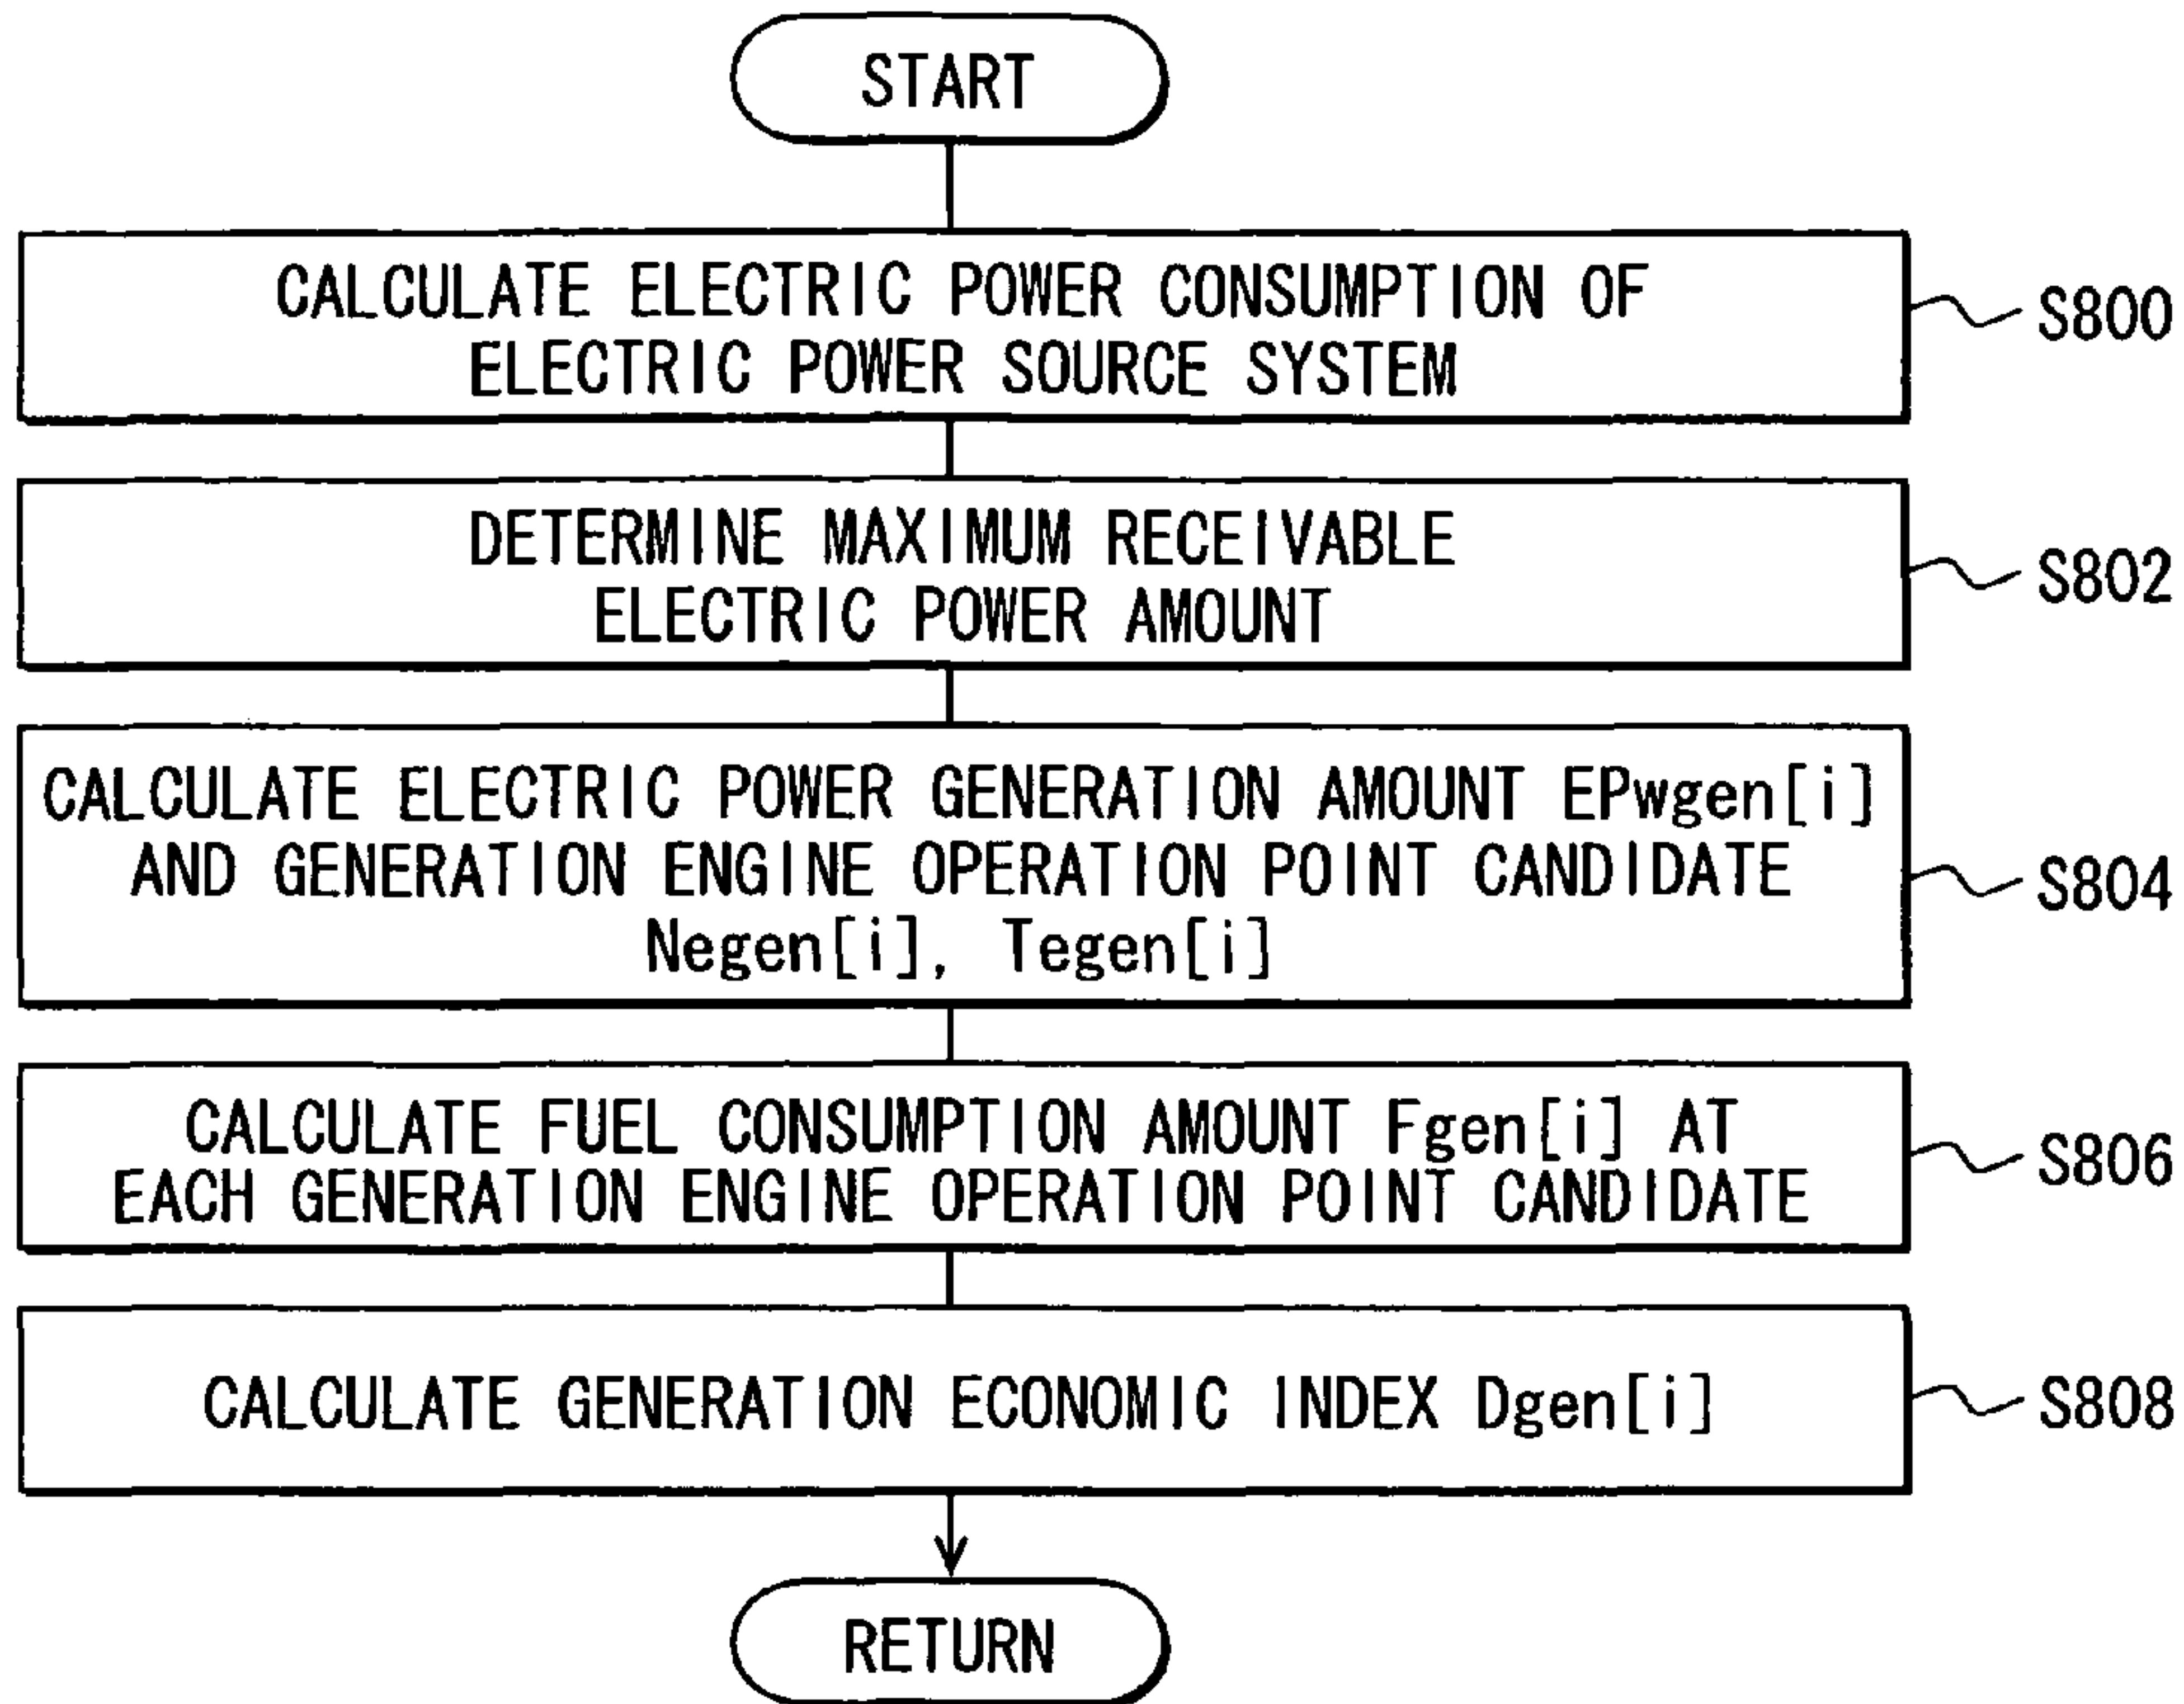 START
CALCULATE ELECTRIC POWER CONSUMPTION OF
ELECTRIC POWER SOURCE SYSTEM
S800
DETERMINE MAXIMUM RECEIVABLE
ELECTRIC POWER AMOUNT
S802
CALCULATE ELECTRIC POWER GENERATION AMOUNT EPwgen[i]
AND GENERATION ENGINE OPERATION POINT CANDIDATE
Negen[i], Tegen[i]
S804
CALCULATE FUEL CONSUMPTION AMOUNT Fgen[i] AT
EACH GENERATION ENGINE OPERATION POINT CANDIDATE
S806
CALCULATE GENERATION ECONOMIC INDEX Dgen[i]
S808
RETURN